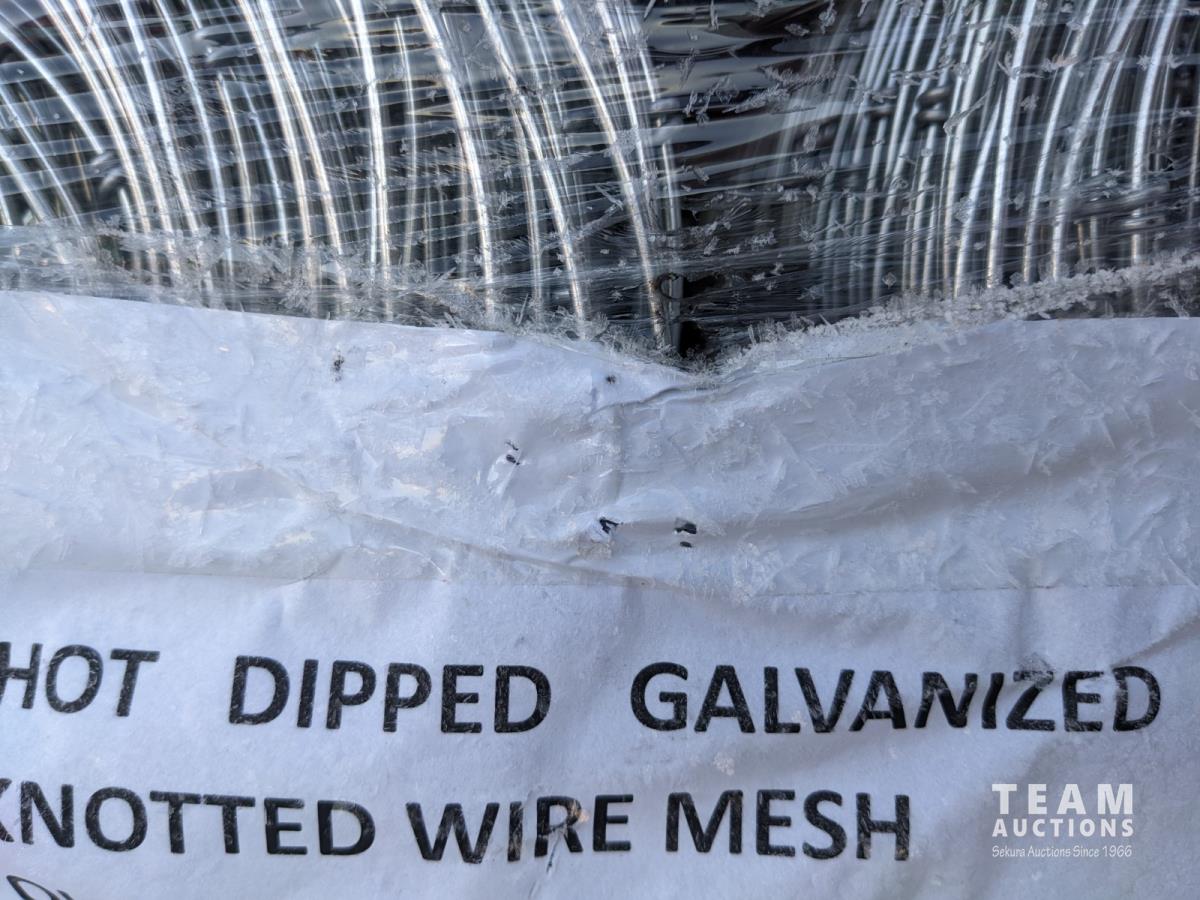 HOT DIPPED GALVANIZED
KNOTTED WIRE MESH
TEAM
AUCTIONS
Sekura Auctions Since 1966